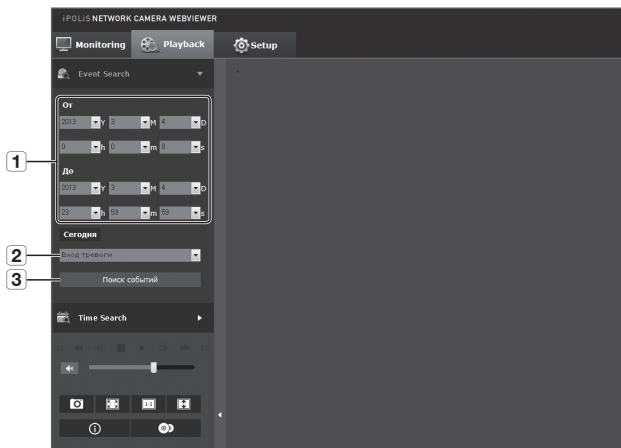 iPOLiS NETWORK CAMERA WEBVIEWER
Monitoring Playback Setup
Event Search
От
2013 Y 3 M 4 D
0 h 0 m 0 s
1
До
2013 Y 3 M 4 D
23 h 59 m 59 s
Сегодня
2 Вход тревоги
3 Поиск событий
Time Search
1:1